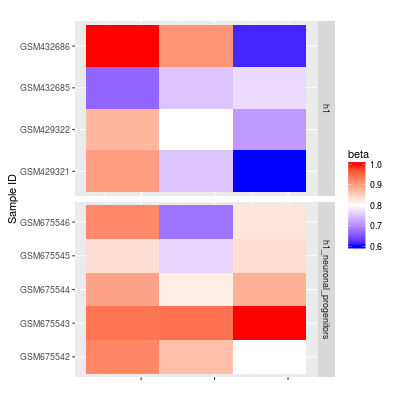 GSM432686
GSM432685
GSM429322
GSM429321
h1
GSM675546
GSM675545
GSM675544
GSM675543
GSM675542
h1_neuronal_progenitors
Sample ID
beta
1.0
0.9
0.8
0.7
0.6